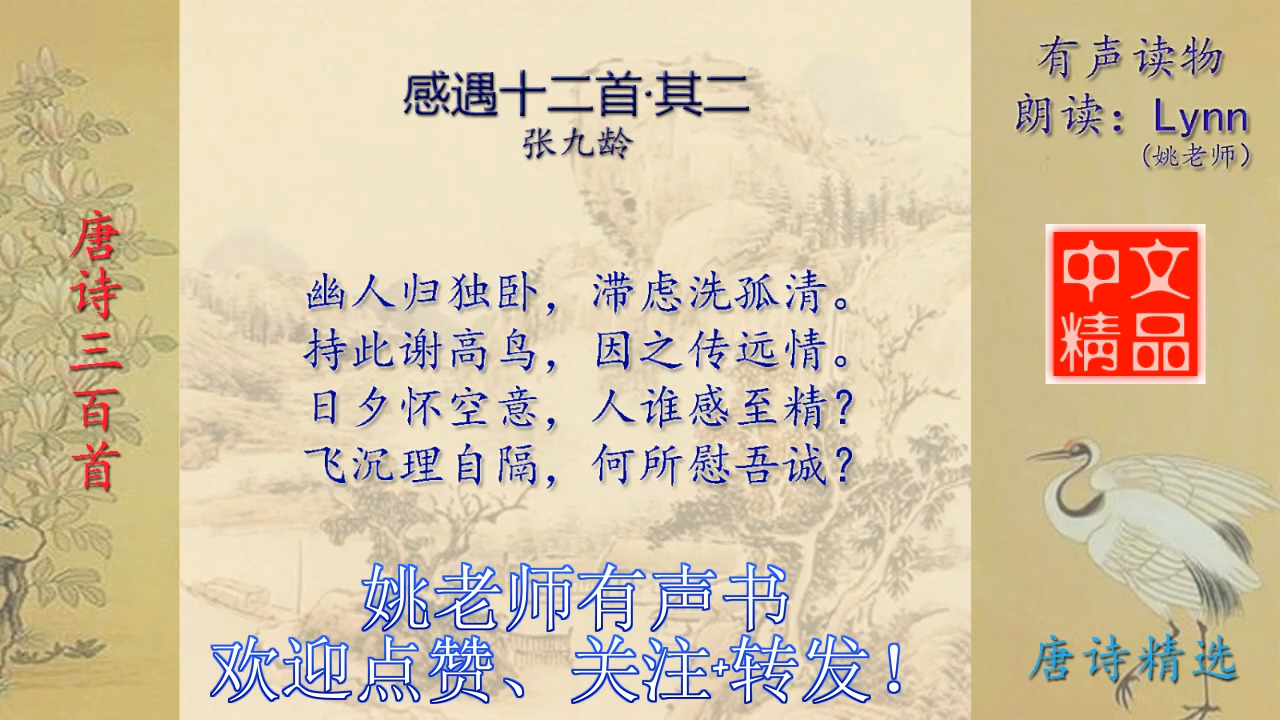 感遇十二首·其二
张九龄
幽人归独卧，滞虑洗孤清。
持此谢高鸟，因之传远情。
日夕怀空意，人谁感至精？
飞沉理自隔，何所慰吾诚？
姚老师有声书
欢迎点赞、关注+转发！
唐诗三百首
有声读物
朗读：Lynn
（姚老师）
中文
精品
唐诗精选